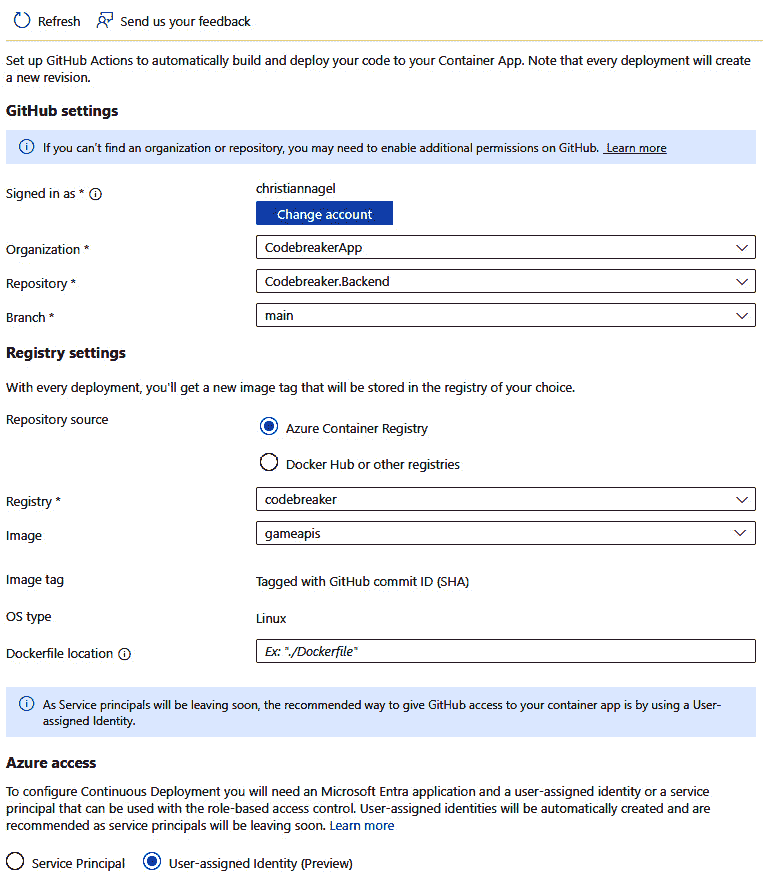 Refresh Send us your feedback
Set up GitHub Actions to automatically build and deploy your code to your Container App. Note that every deployment will create
a new revision.
GitHub settings
If you can't find an organization or repository, you may need to enable additional permissions on GitHub. Learn more
Signed in as * christiannagel
Change account
Organization * CodebreakerApp
Repository * Codebreaker.Backend
Branch * main
Registry settings
With every deployment, you'll get a new image tag that will be stored in the registry of your choice.
Repository source Azure Container Registry
Docker Hub or other registries
Registry * codebreaker
Image gameapis
Image tag Tagged with GitHub commit ID (SHA)
OS type Linux
Dockerfile location Ex: "./Dockerfile"
As Service principals will be leaving soon, the recommended way to give GitHub access to your container app is by using a User-
assigned Identity.
Azure access
To configure Continuous Deployment you will need an Microsoft Entra application and a user-assigned identity or a service
principal that can be used with the role-based access control. User-assigned identities will be automatically created and are
recommended as service principals will be leaving soon. Learn more
Service Principal User-assigned Identity (Preview)